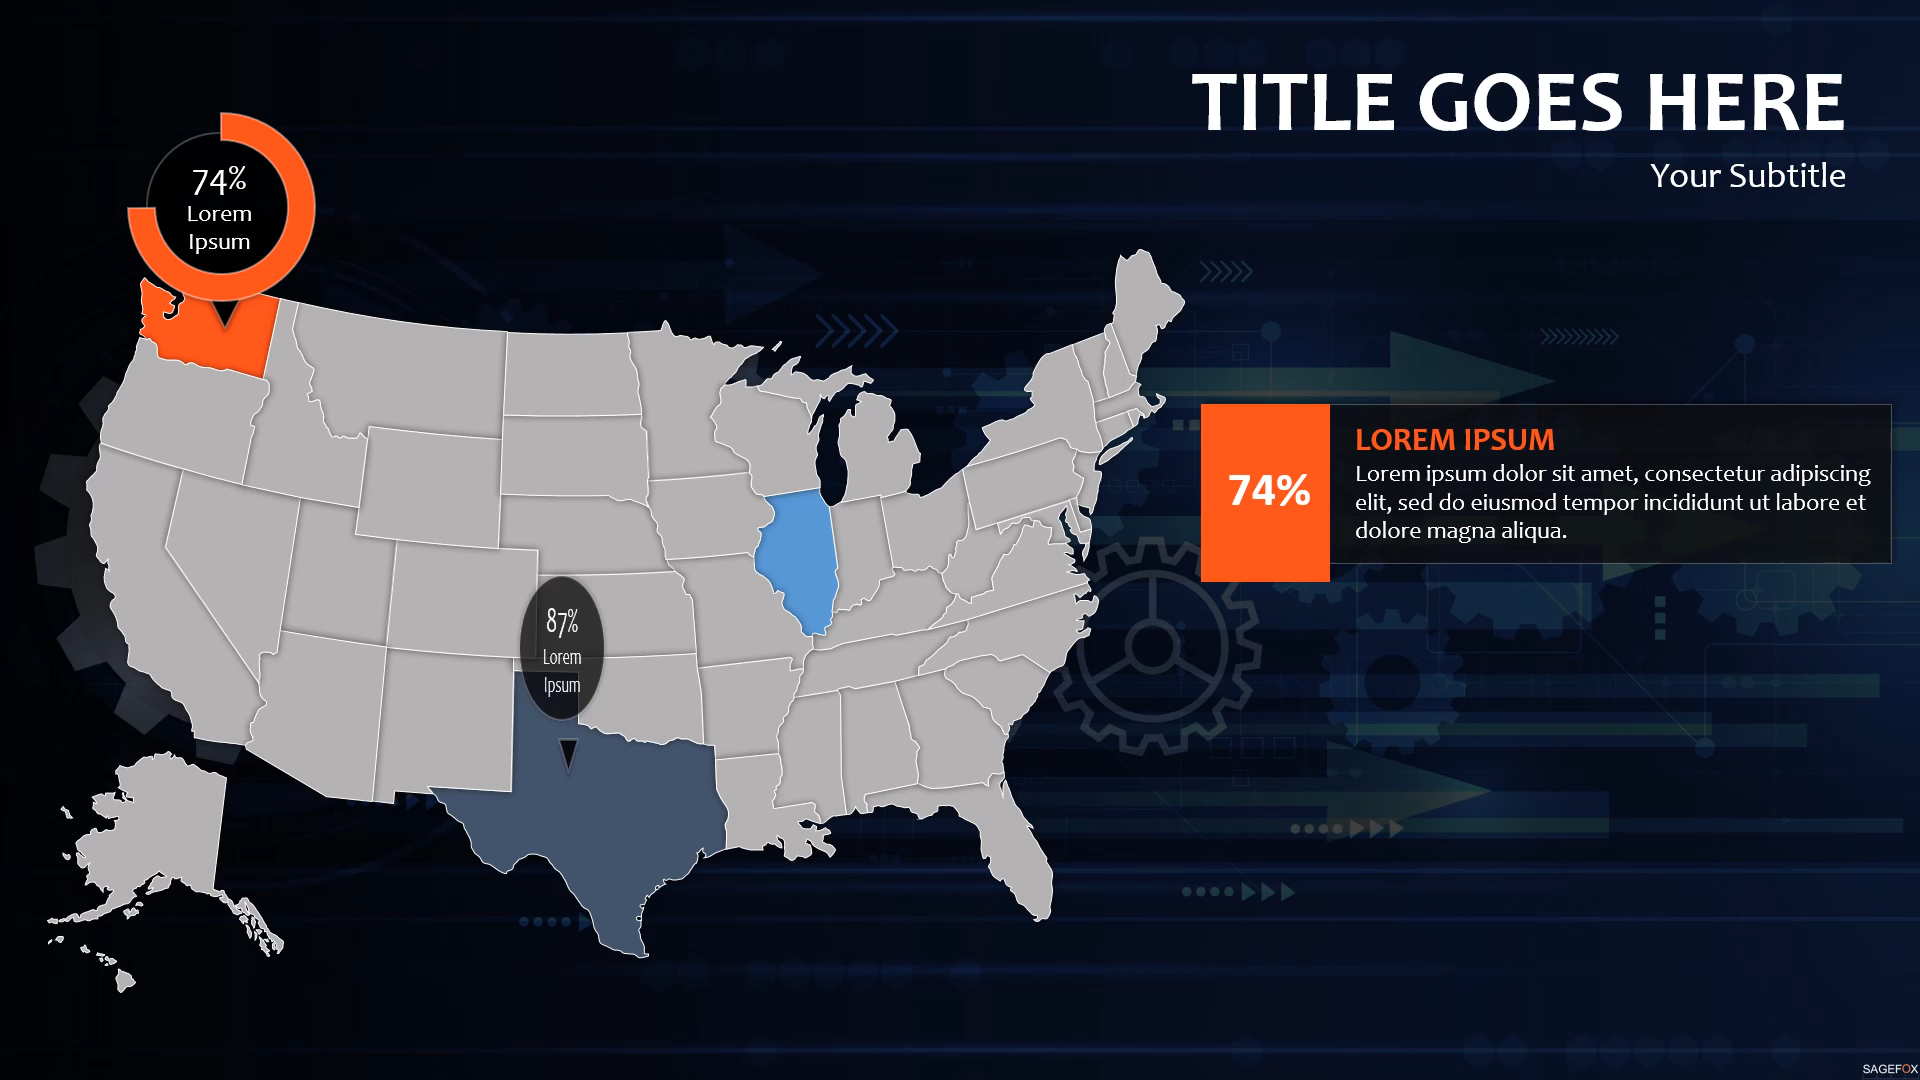 TITLE GOES HERE
Your Subtitle
74%
Lorem
Ipsum
LOREM IPSUM
74%
Lorem ipsum dolor sit amet, consectetur adipiscing
elit, sed do eiusmod tempor incididunt ut labore et
dolore magna aliqua.
87%
Lorem
Ipsum
SAGEFOX